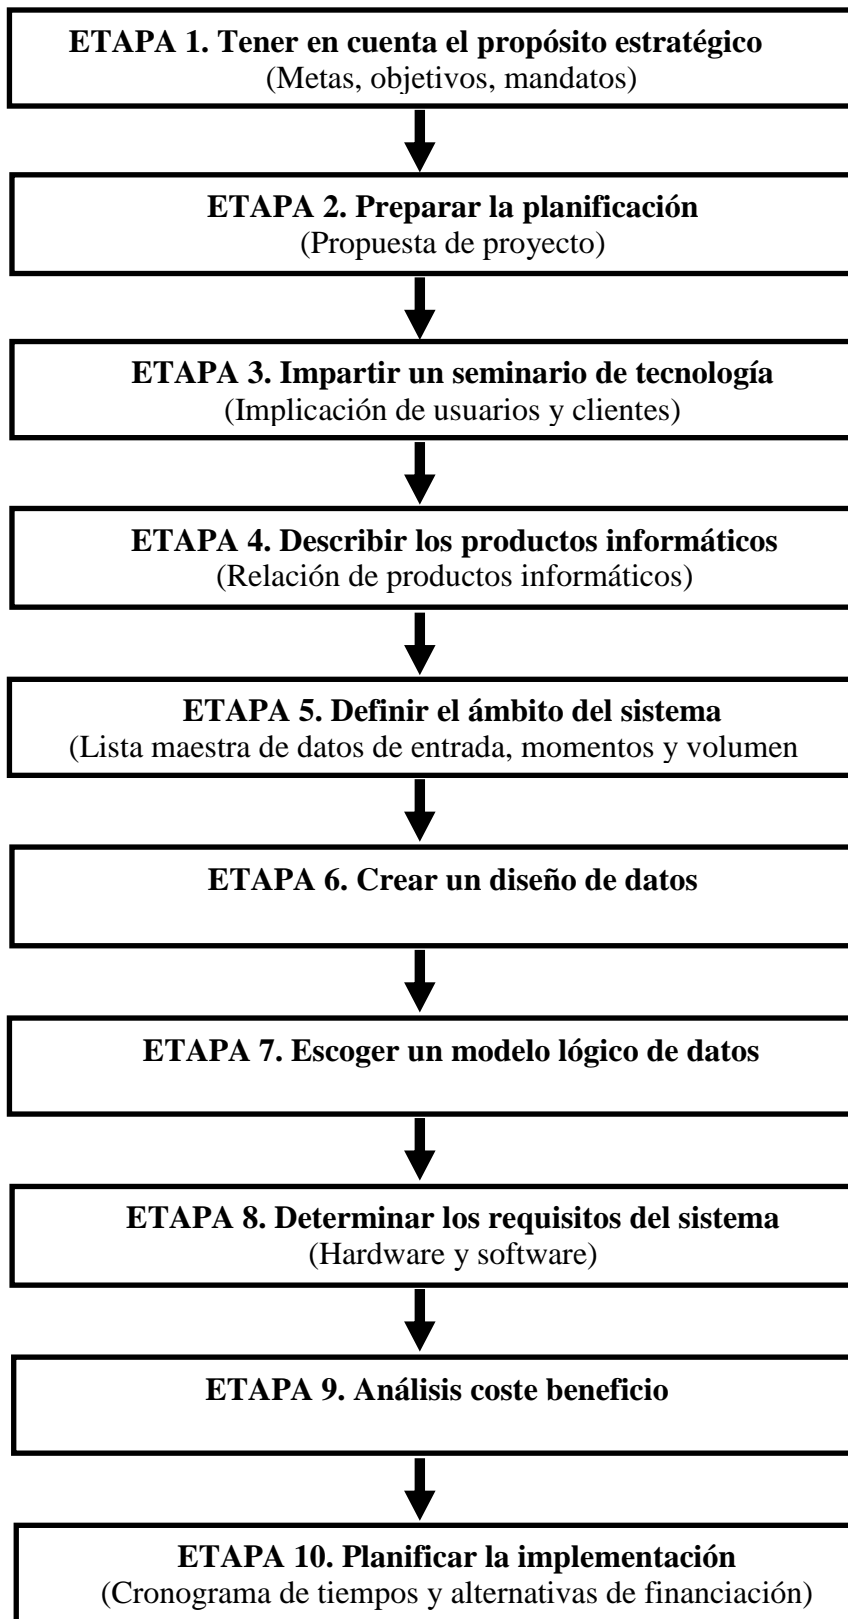 ETAPA 1. Tener en cuenta el propósito estratégico
(Metas, objetivos, mandatos)
ETAPA 2. Preparar la planificación
(Propuesta de proyecto)
ETAPA 3. Impartir un seminario de tecnología
(Implicación de usuarios y clientes)
ETAPA 4. Describir los productos informáticos
(Relación de productos informáticos)
ETAPA 5. Definir el ámbito del sistema
(Lista maestra de datos de entrada, momentos y volumen
ETAPA 6. Crear un diseño de datos
ETAPA 7. Escoger un modelo lógico de datos
ETAPA 8. Determinar los requisitos del sistema
(Hardware y software)
ETAPA 9. Análisis coste beneficio
ETAPA 10. Planificar la implementación
(Cronograma de tiempos y alternativas de financiación)